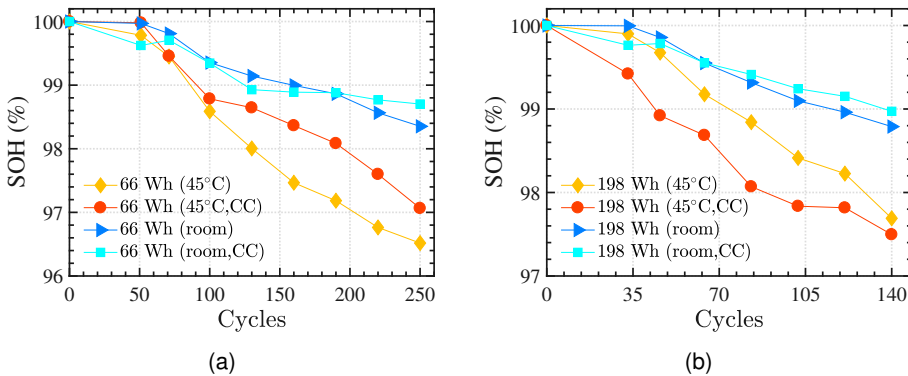 100
99
98
97
96
SOH (%)
66 Wh (45°C)
66 Wh (45°C,CC)
66 Wh (room)
66 Wh (room,CC)
0 50 100 150 200 250
Cycles
(a)
100
99
98
97
SOH (%)
198 Wh (45°C)
198 Wh (45°C,CC)
198 Wh (room)
198 Wh (room,CC)
0 35 70 105 140
Cycles
(b)